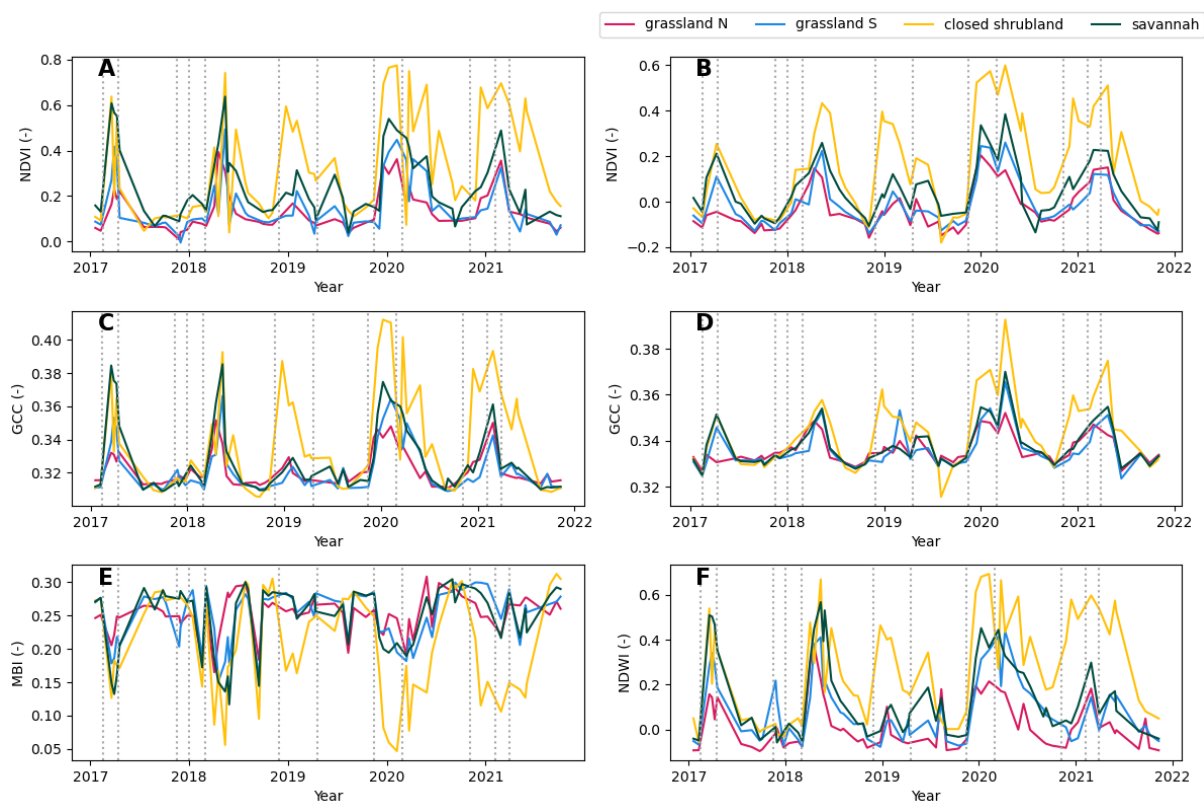 grassland N grassland S closed shrubland savannah
A
NDVI (-)
0.8
0.6
0.4
0.2
0.0
2017 2018 2019 2020 2021
Year
B
NDVI (-)
0.6
0.4
0.2
0.0
−0.2
2017 2018 2019 2020 2021 2022
Year
C
GCC (-)
0.40
0.38
0.36
0.34
0.32
2017 2018 2019 2020 2021 2022
Year
D
GCC (-)
0.38
0.36
0.34
0.32
2017 2018 2019 2020 2021 2022
Year
E
MBI (-)
0.30
0.25
0.20
0.15
0.10
0.05
2017 2018 2019 2020 2021
Year
F
NDWI (-)
0.6
0.4
0.2
0.0
2017 2018 2019 2020 2021 2022
Year